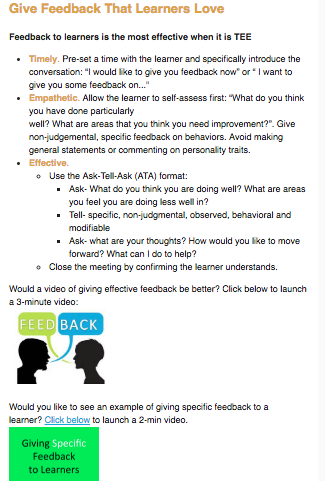 Give Feedback That Learners Love
Feedback to learners is the most effective when it is TEE
• Timely. Pre-set a time with the learner and specifically introduce the
conversation: "I would like to give you feedback now" or " I want to
give you some feedback on..."
• Empathetic. Allow the learner to self-assess first: "What do you think
you have done particularly
well? What are areas that you think you need improvement?". Give
non-judgemental, specific feedback on behaviors. Avoid making
general statements or commenting on personality traits.
• Effective.
○ Use the Ask-Tell-Ask (ATA) format:
▪ Ask- What do you think you are doing well? What are areas
you feel you are doing less well in?
▪ Tell- specific, non-judgmental, observed, behavioral and
modifiable
▪ Ask- what are your thoughts? How would you like to move
forward? What can I do to help?
○ Close the meeting by confirming the learner understands.
Would a video of giving effective feedback be better? Click below to launch
a 3-minute video:
FEEDBACK
Would you like to see an example of giving specific feedback to a
learner? Click below to launch a 2-min video.
Giving Specific
Feedback
to Learners